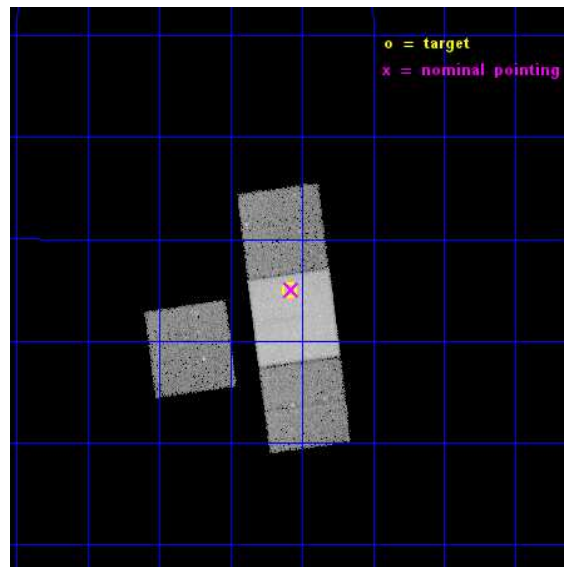 o = target
x = nominal pointing